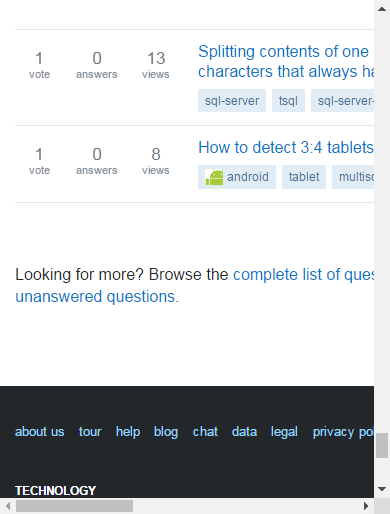 1 0 13 Splitting contents of one
vote answers views characters that always ha
sql-server tsql sql-server-
1 0 8 How to detect 3:4 tablets
vote answers views android tablet multisc
Looking for more? Browse the complete list of ques
unanswered questions.
about us tour help blog chat data legal privacy pol
TECHNOLOGY